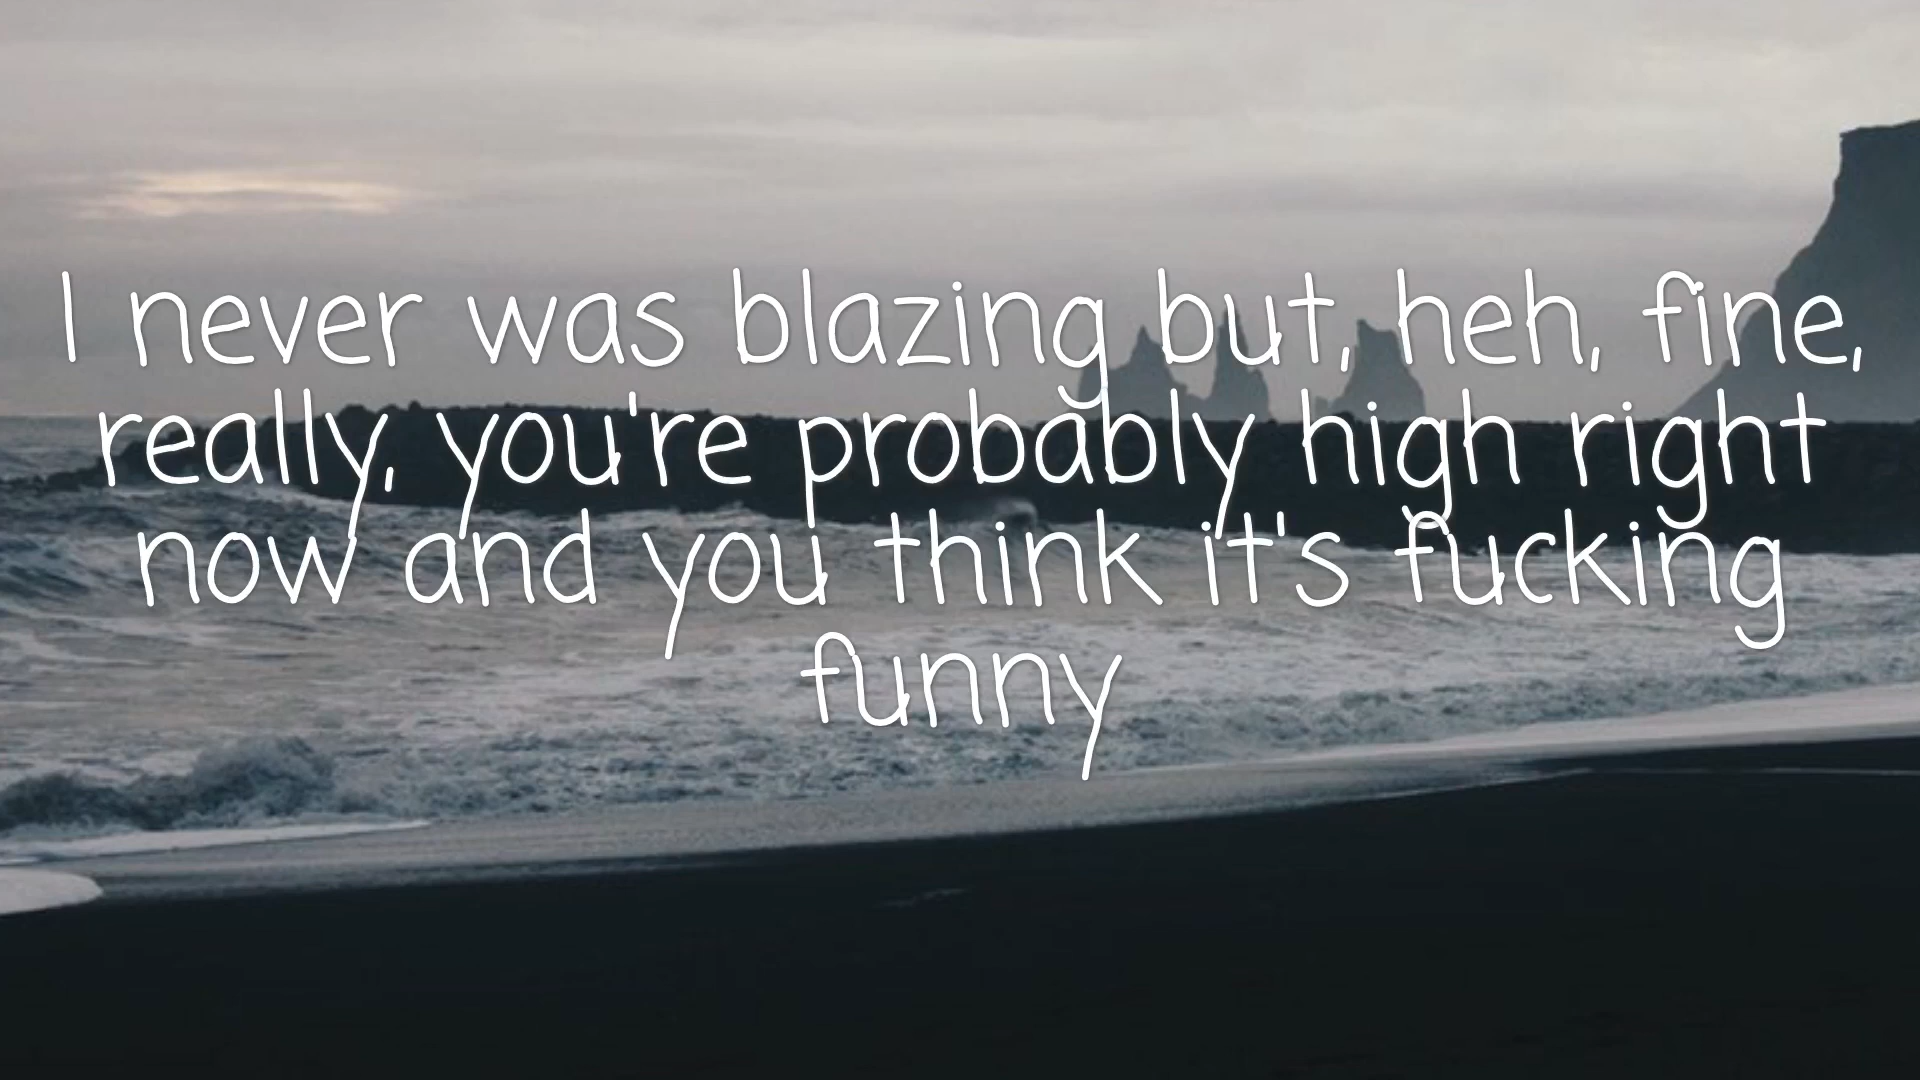 I never was blazing but, heh, fine,
really, you're probably high right
now and you think it's fucking
funny